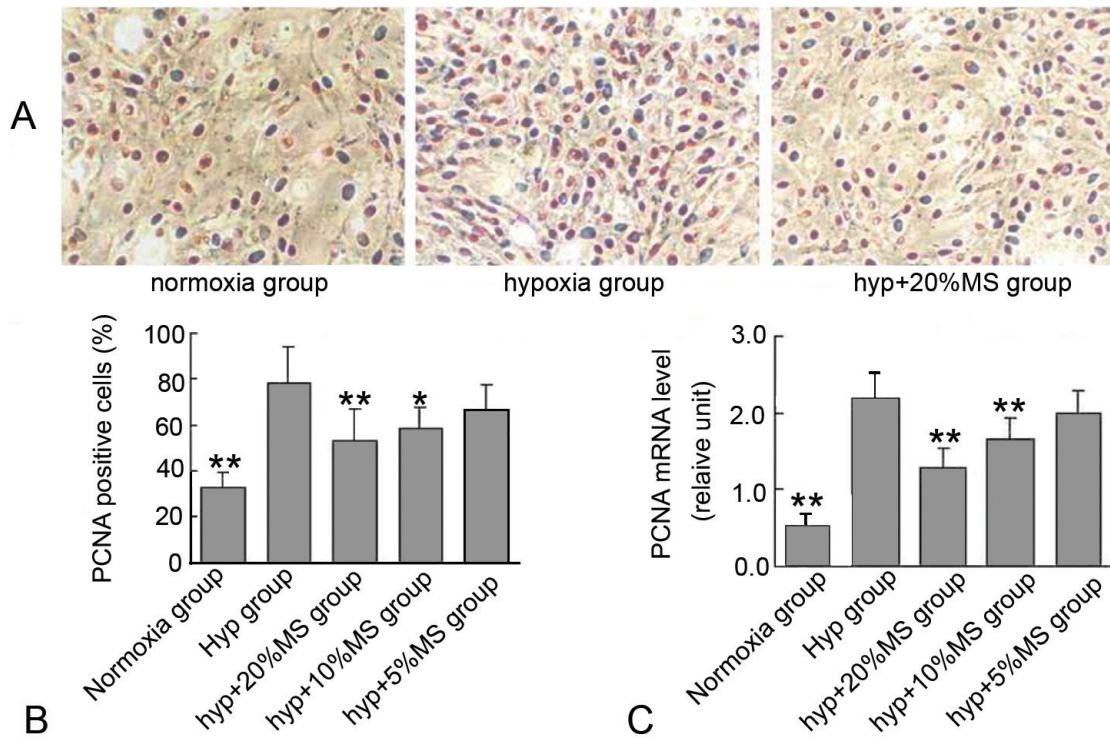 A
normoxia group
hypoxia group
hyp+20%MS group
PCNA positive cells (%)
100
80
60
40
20
0
**
**
*
Normoxia group
Hyp group
hyp+20%MS group
hyp+10%MS group
hyp+5%MS group
B
PCNA mRNA level
(relaive unit)
3.0
2.0
1.0
0.0
**
**
**
Normoxia group
Hyp group
hyp+20%MS group
hyp+10%MS group
hyp+5%MS group
C